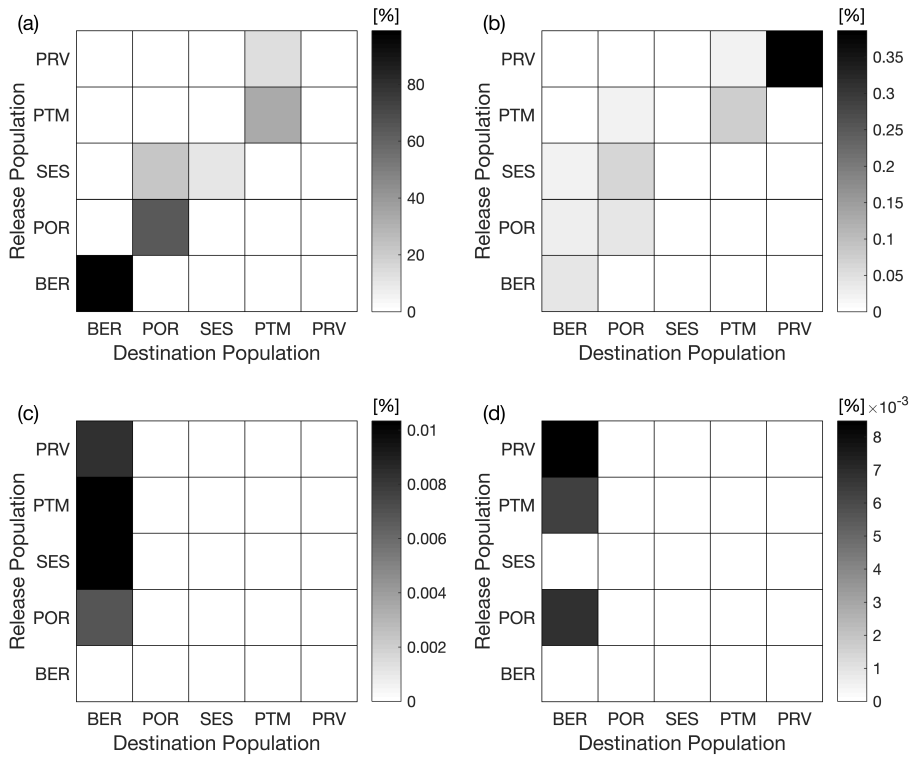 (a)
[%]
Release Population
PRV
PTM
SES
POR
BER
BER POR SES PTM PRV
Destination Population
80
60
40
20
0
(b)
[%]
Release Population
PRV
PTM
SES
POR
BER
BER POR SES PTM PRV
Destination Population
0.35
0.3
0.25
0.2
0.15
0.1
0.05
0
(c)
[%]
Release Population
PRV
PTM
SES
POR
BER
BER POR SES PTM PRV
Destination Population
0.01
0.008
0.006
0.004
0.002
0
(d)
[%] ×10⁻³
Release Population
PRV
PTM
SES
POR
BER
BER POR SES PTM PRV
Destination Population
8
7
6
5
4
3
2
1
0